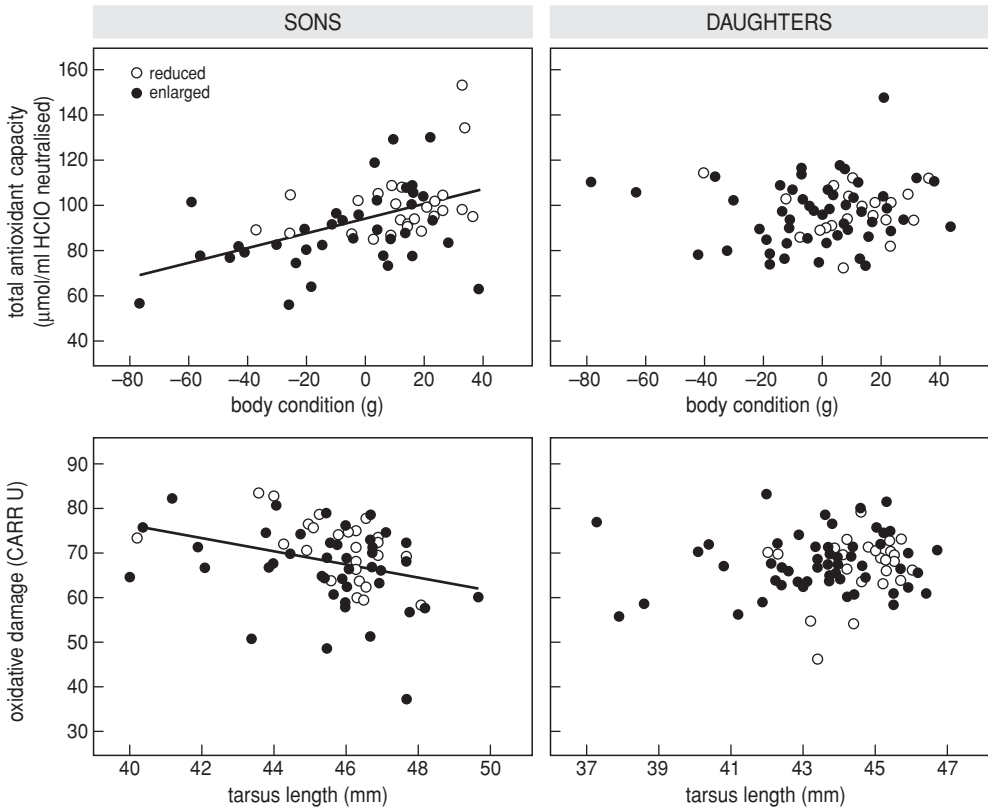 SONS
DAUGHTERS
total antioxidant capacity
(µmol/ml HClO neutralised)
160
140
120
100
80
60
40
reduced
enlarged
–80 –60 –40 –20 0 20 40
body condition (g)
–80 –60 –40 –20 0 20 40
body condition (g)
oxidative damage (CARR U)
90
80
70
60
50
40
30
40 42 44 46 48 50
tarsus length (mm)
37 39 41 43 45 47
tarsus length (mm)